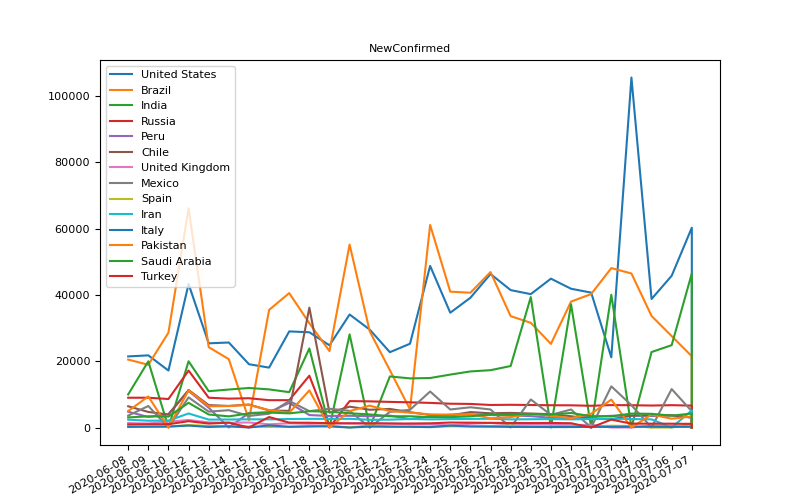 NewConfirmed
100000
80000
60000
40000
20000
0
United States
Brazil
India
Russia
Peru
Chile
United Kingdom
Mexico
Spain
Iran
Italy
Pakistan
Saudi Arabia
Turkey
2020-06-08
2020-06-09
2020-06-10
2020-06-12
2020-06-13
2020-06-14
2020-06-15
2020-06-16
2020-06-17
2020-06-18
2020-06-19
2020-06-20
2020-06-21
2020-06-22
2020-06-23
2020-06-24
2020-06-25
2020-06-26
2020-06-27
2020-06-28
2020-06-29
2020-06-30
2020-07-01
2020-07-02
2020-07-03
2020-07-04
2020-07-05
2020-07-06
2020-07-07